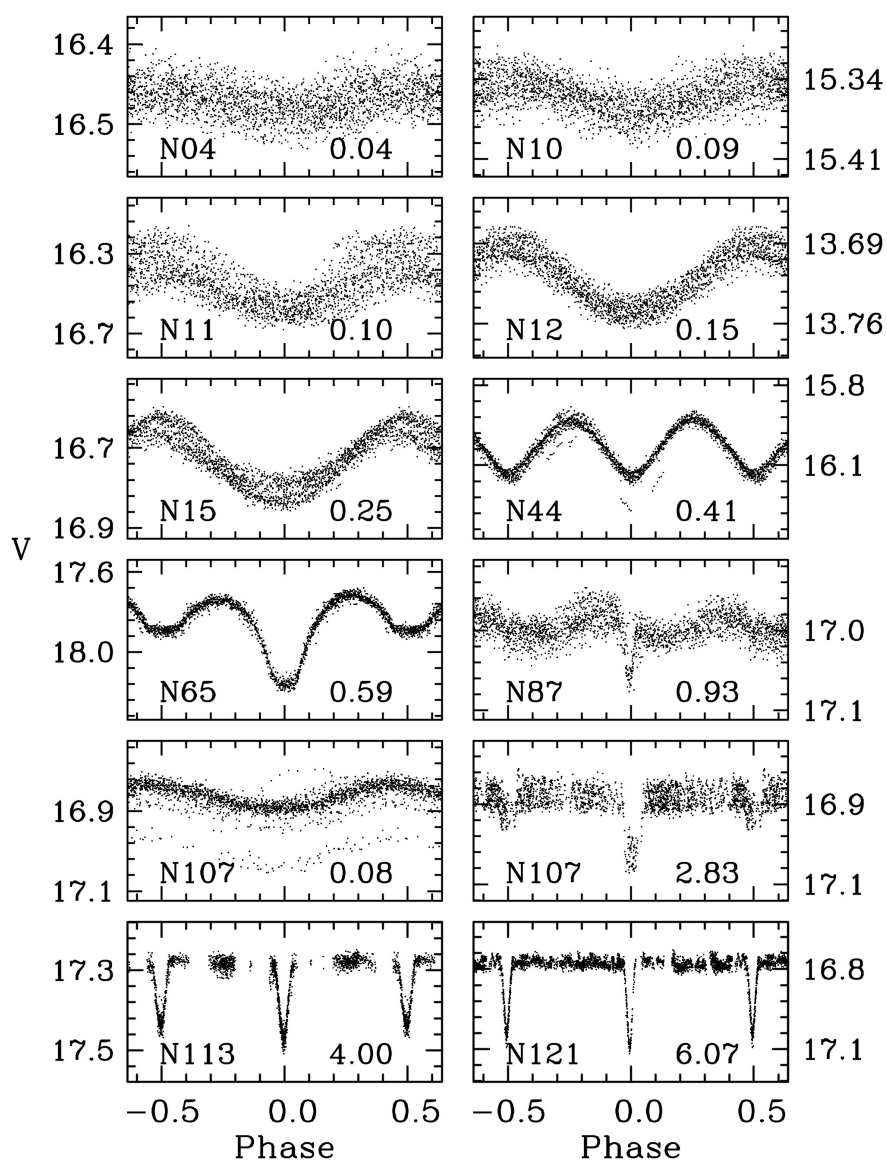 16.4
16.5
N04 0.04
N10 0.09
15.34
15.41
16.3
16.7
N11 0.10
N12 0.15
13.69
13.76
16.7
16.9
N15 0.25
N44 0.41
15.8
16.1
V
17.6
18.0
N65 0.59
N87 0.93
17.0
17.1
16.9
17.1
N107 0.08
N107 2.83
16.9
17.1
17.3
17.5
N113 4.00
N121 6.07
16.8
17.1
−0.5 0.0 0.5
−0.5 0.0 0.5
Phase
Phase